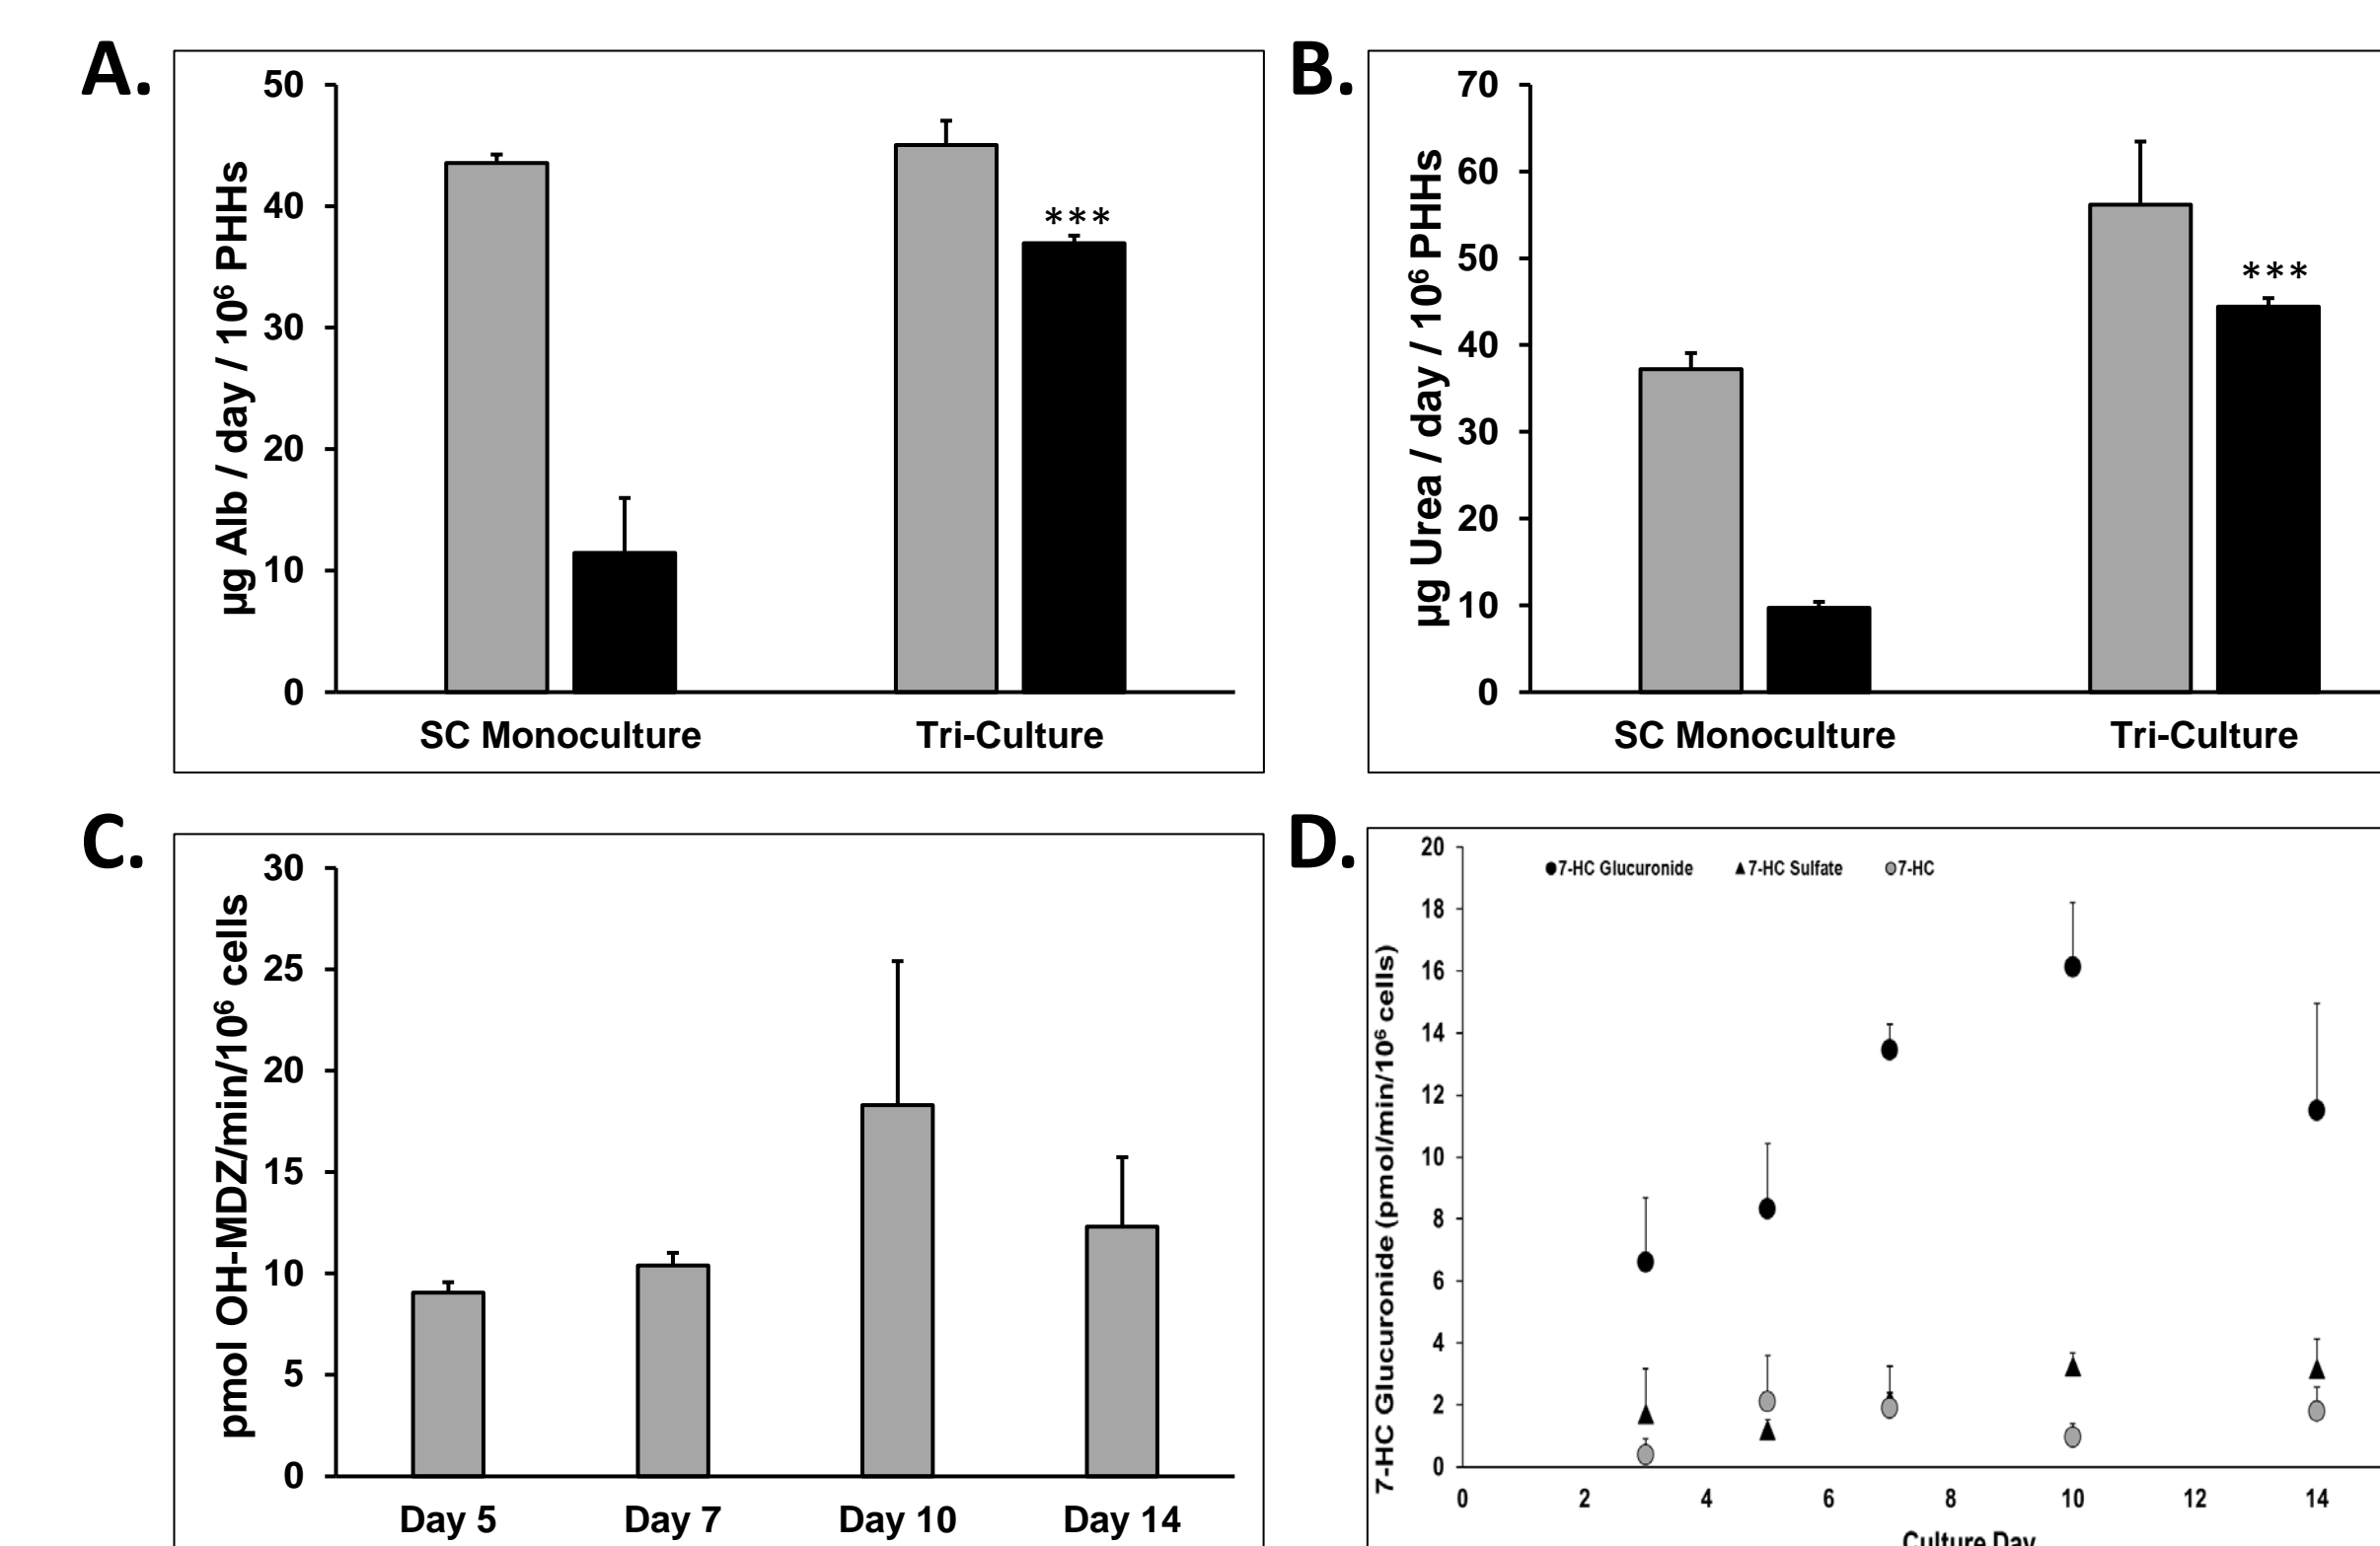 A.
50
40
30
20
10
0
µg Alb / day / 10⁶ PHHs
***
SC Monoculture Tri-Culture
B.
70
60
50
40
30
20
10
0
µg Urea / day / 10⁶ PHHs
***
SC Monoculture Tri-Culture
C.
30
25
20
15
10
5
0
pmol OH-MDZ/min/10⁶ cells
Day 5 Day 7 Day 10 Day 14
D.
20
18
16
14
12
10
8
6
4
2
0
7-HC Glucuronide (pmol/min/10⁶ cells)
7-HC Glucuronide 7-HC Sulfate 7-HC
0 2 4 6 8 10 12 14
Culture Day